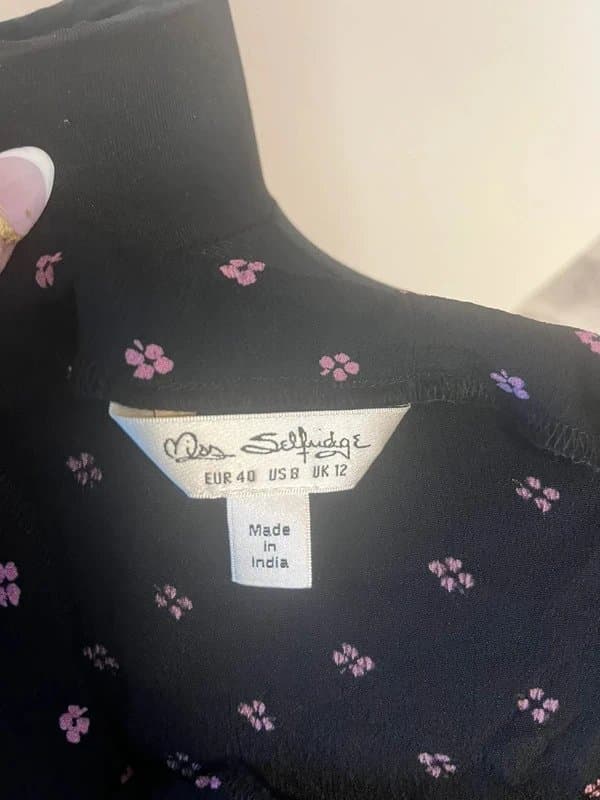 Miss Selfridge
EUR 40 US 8 UK 12
Made
in
India